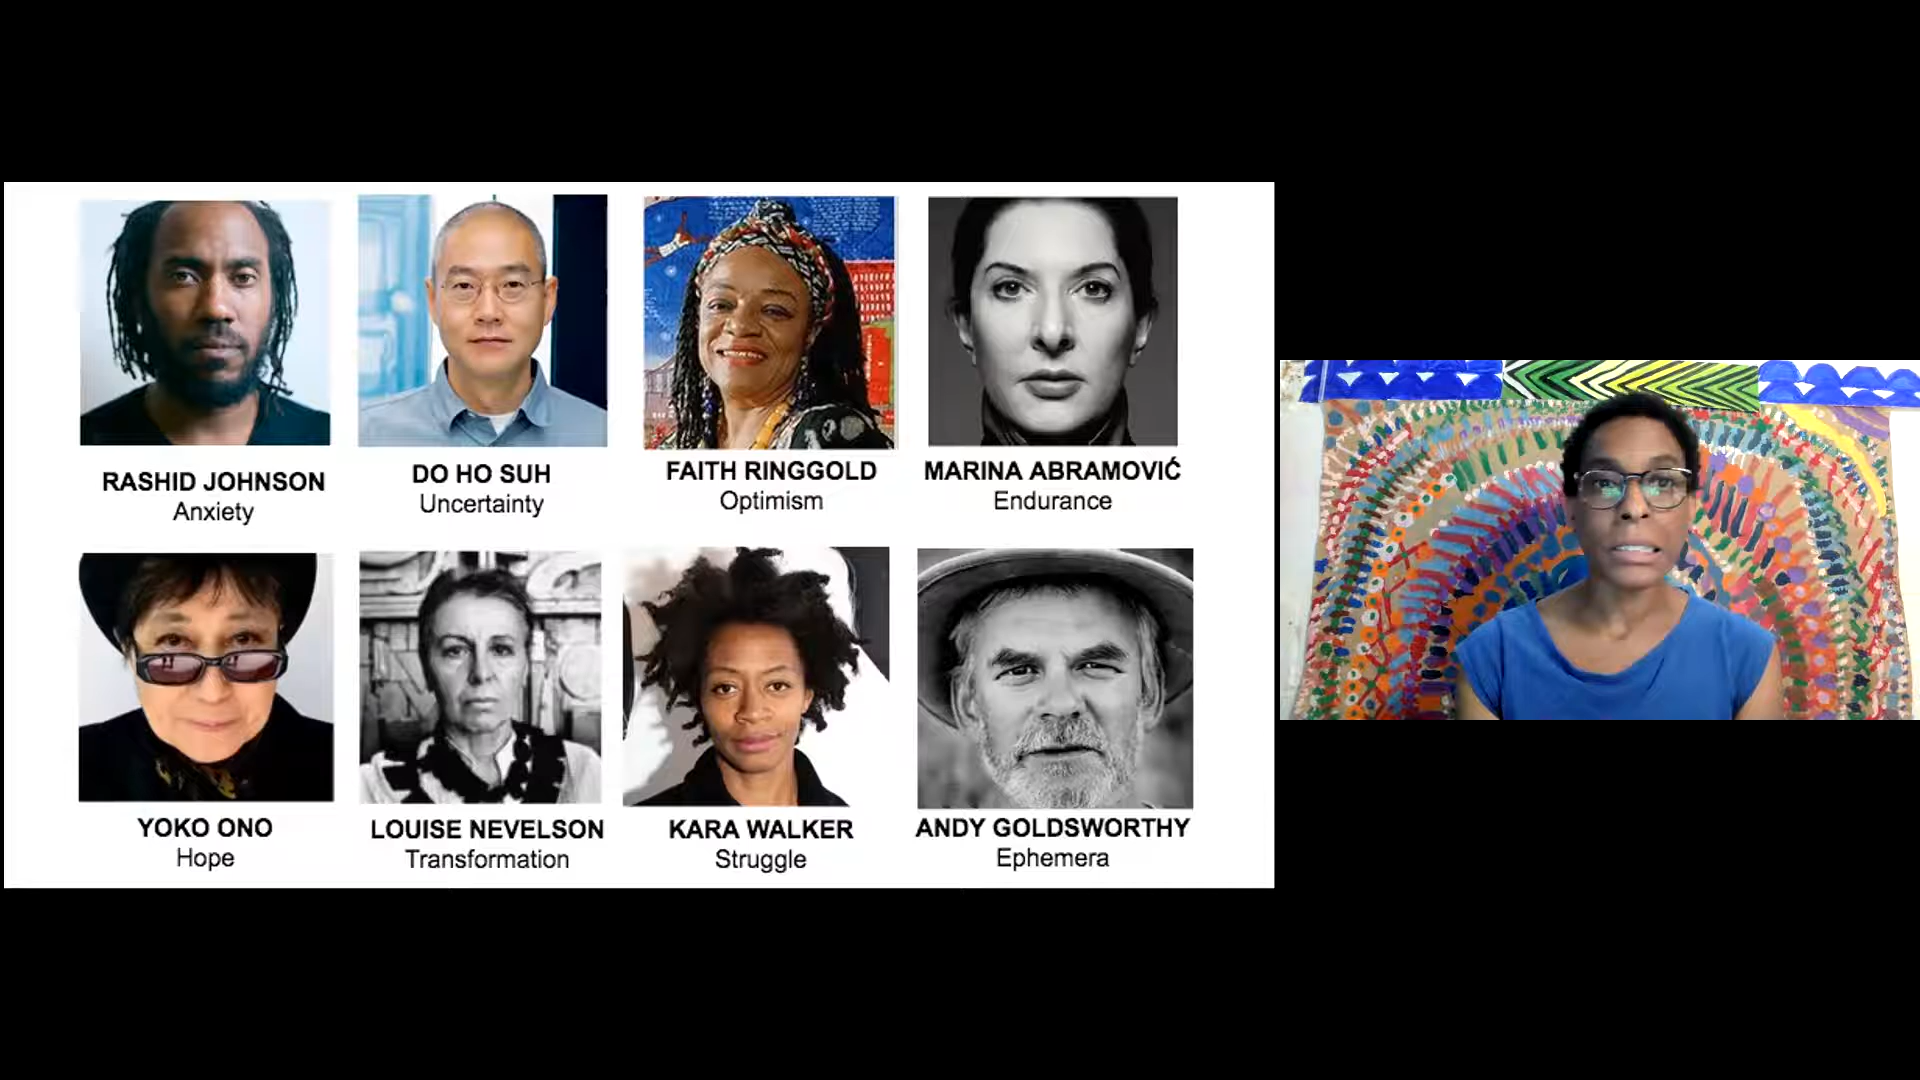 RASHID JOHNSON
Anxiety
DO HO SUH
Uncertainty
FAITH RINGGOLD
Optimism
MARINA ABRAMOVIĆ
Endurance
YOKO ONO
Hope
LOUISE NEVELSON
Transformation
KARA WALKER
Struggle
ANDY GOLDSWORTHY
Ephemera